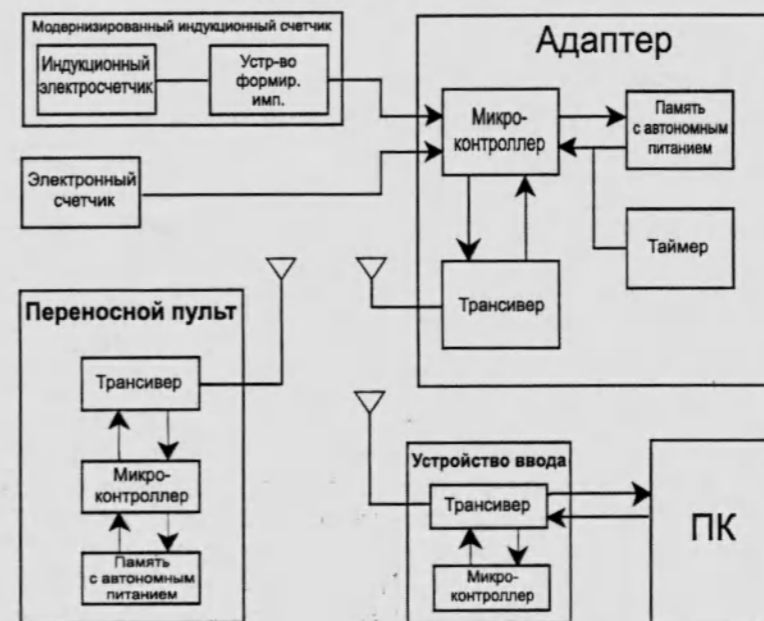 Модернизированный индукционный счетчик
Индукционный
электросчетчик
Устр-во
формир.
имп.
Электронный
счетчик
Адаптер
Микро-
контроллер
Память
с автономным
питанием
Таймер
Трансивер
Переносной пульт
Трансивер
Микро-
контроллер
Память
с автономным
питанием
Устройство ввода
Трансивер
Микро-
контроллер
ПК